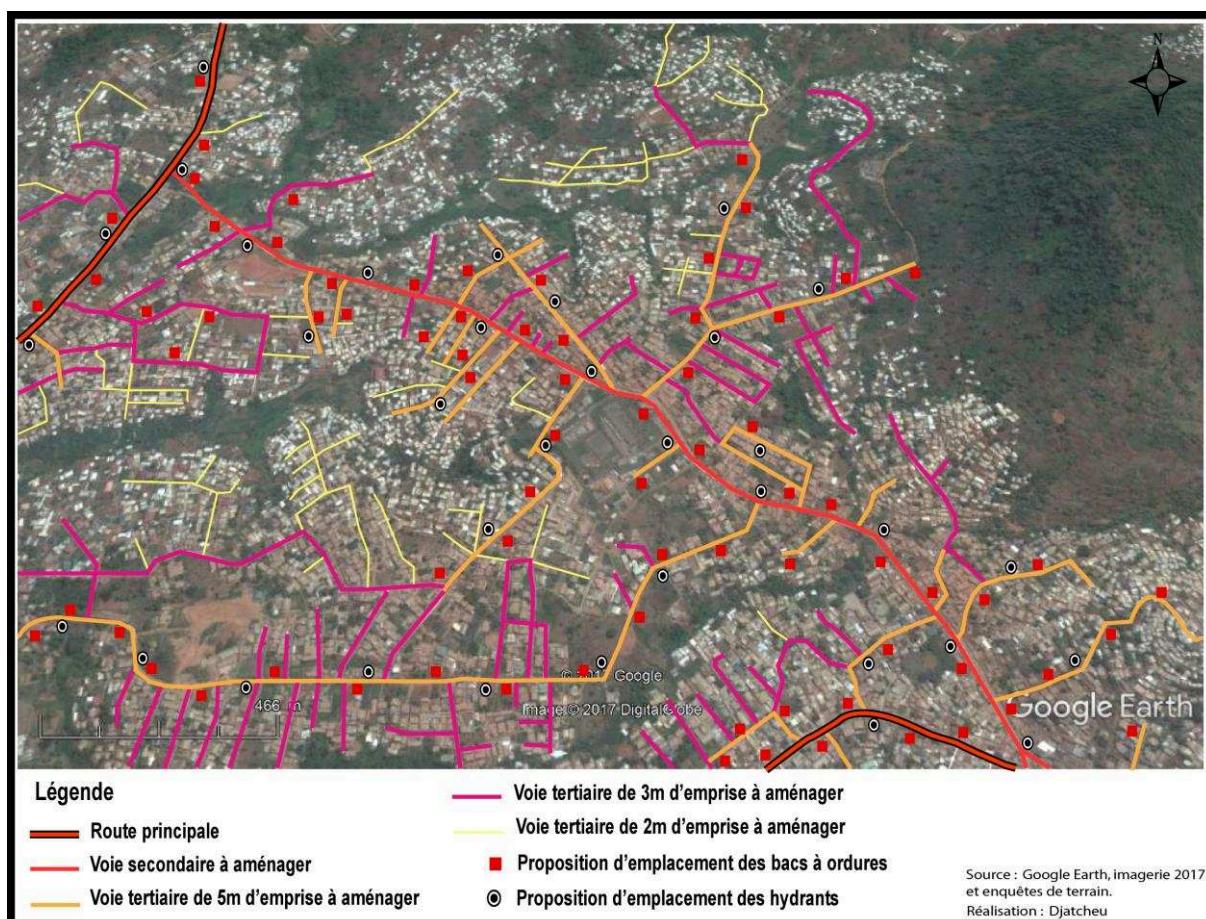 N
Google
466 m
Image © 2017 DigitalGlobe
Google Earth
Légende
Route principale
Voie secondaire à aménager
Voie tertiaire de 5m d'emprise à aménager
Voie tertiaire de 3m d'emprise à aménager
Voie tertiaire de 2m d'emprise à aménager
Proposition d'emplacement des bacs à ordures
Proposition d'emplacement des hydrants
Source : Google Earth, imagerie 2017
et enquêtes de terrain.
Réalisation : Djatcheu